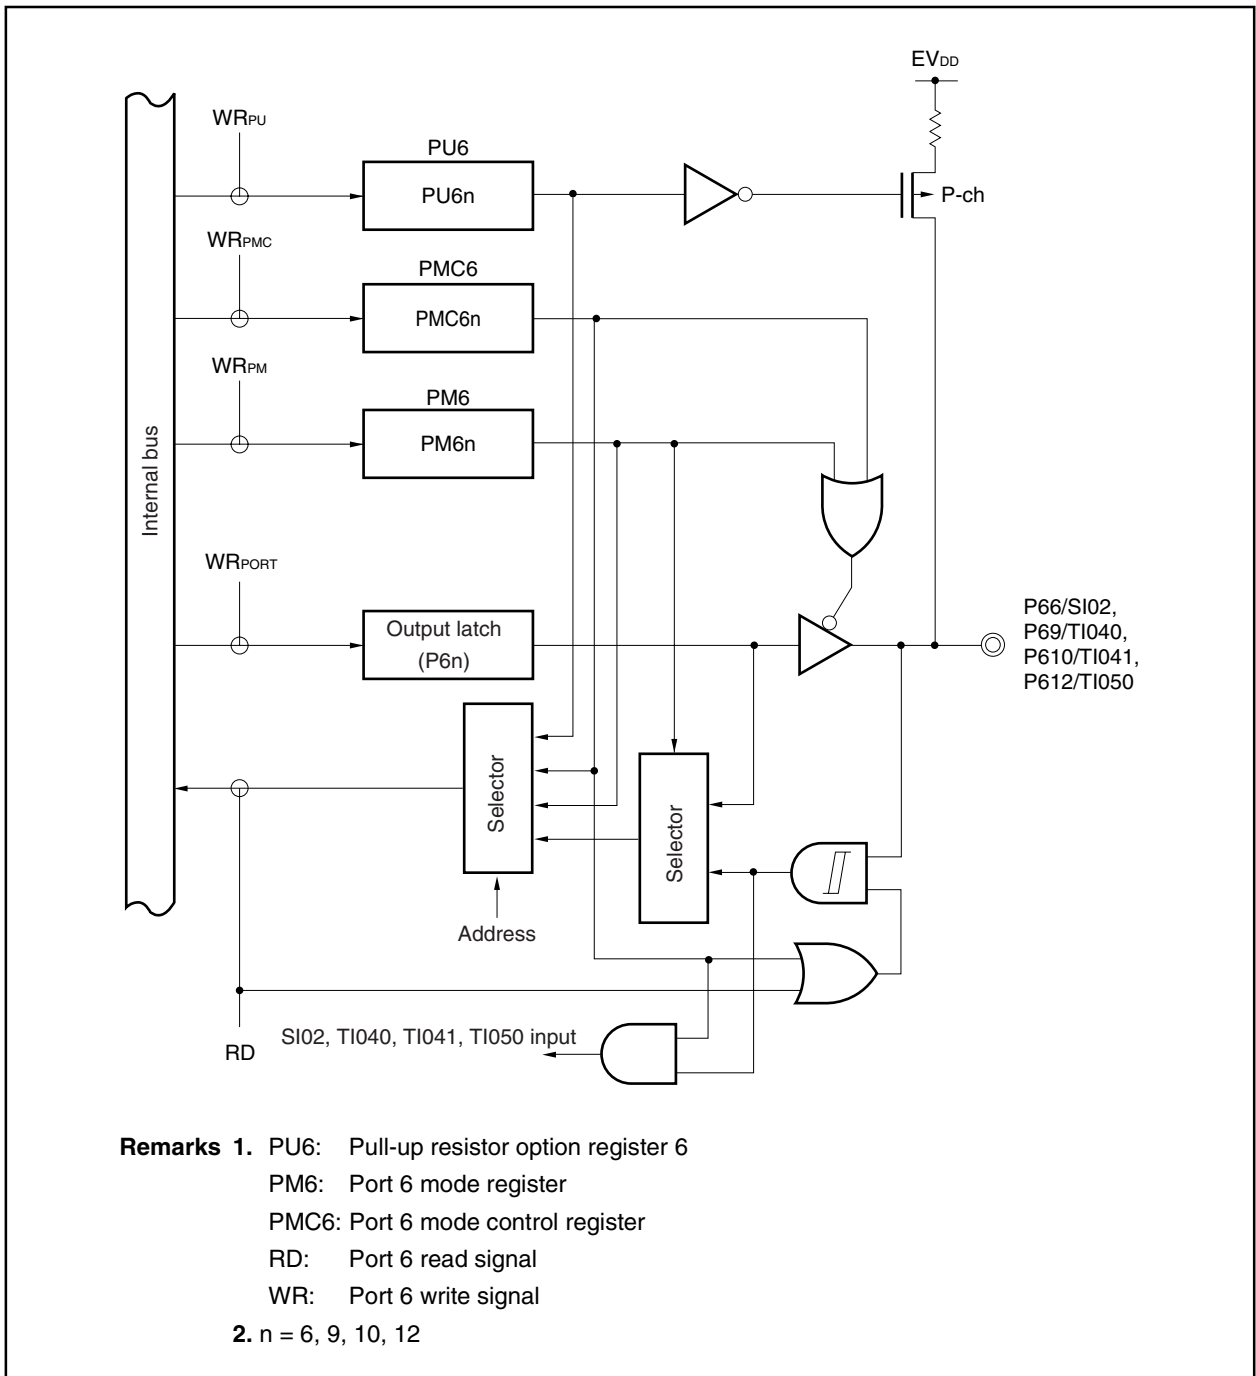 EVDD
WRPU
PU6
PU6n
P-ch
WRPMC
PMC6
PMC6n
WRPM
PM6
PM6n
Internal bus
WRPORT
Output latch
(P6n)
P66/SI02,
P69/TI040,
P610/TI041,
P612/TI050
Selector
Selector
Address
RD
SI02, TI040, TI041, TI050 input
Remarks 1. PU6: Pull-up resistor option register 6
PM6: Port 6 mode register
PMC6: Port 6 mode control register
RD: Port 6 read signal
WR: Port 6 write signal
2. n = 6, 9, 10, 12